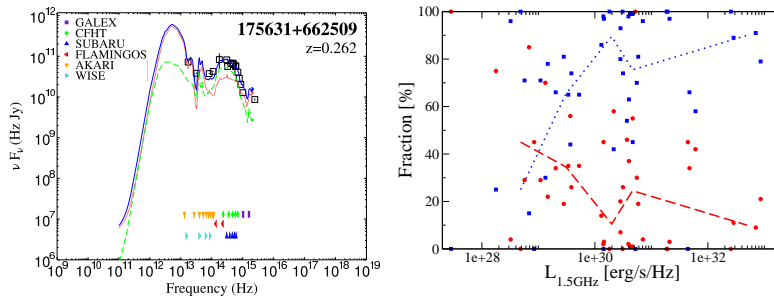 175631+662509
z=0.262
GALEX
CFHT
SUBARU
FLAMINGOS
AKARI
WISE
10^12
10^11
10^10
10^9
10^8
10^7
10^6
ν F_ν (Hz Jy)
10^9 10^10 10^11 10^12 10^13 10^14 10^15 10^16 10^17 10^18 10^19
Frequency (Hz)
100
80
60
40
20
0
Fraction [%]
1e+28 1e+30 1e+32
L_1.5GHz [erg/s/Hz]